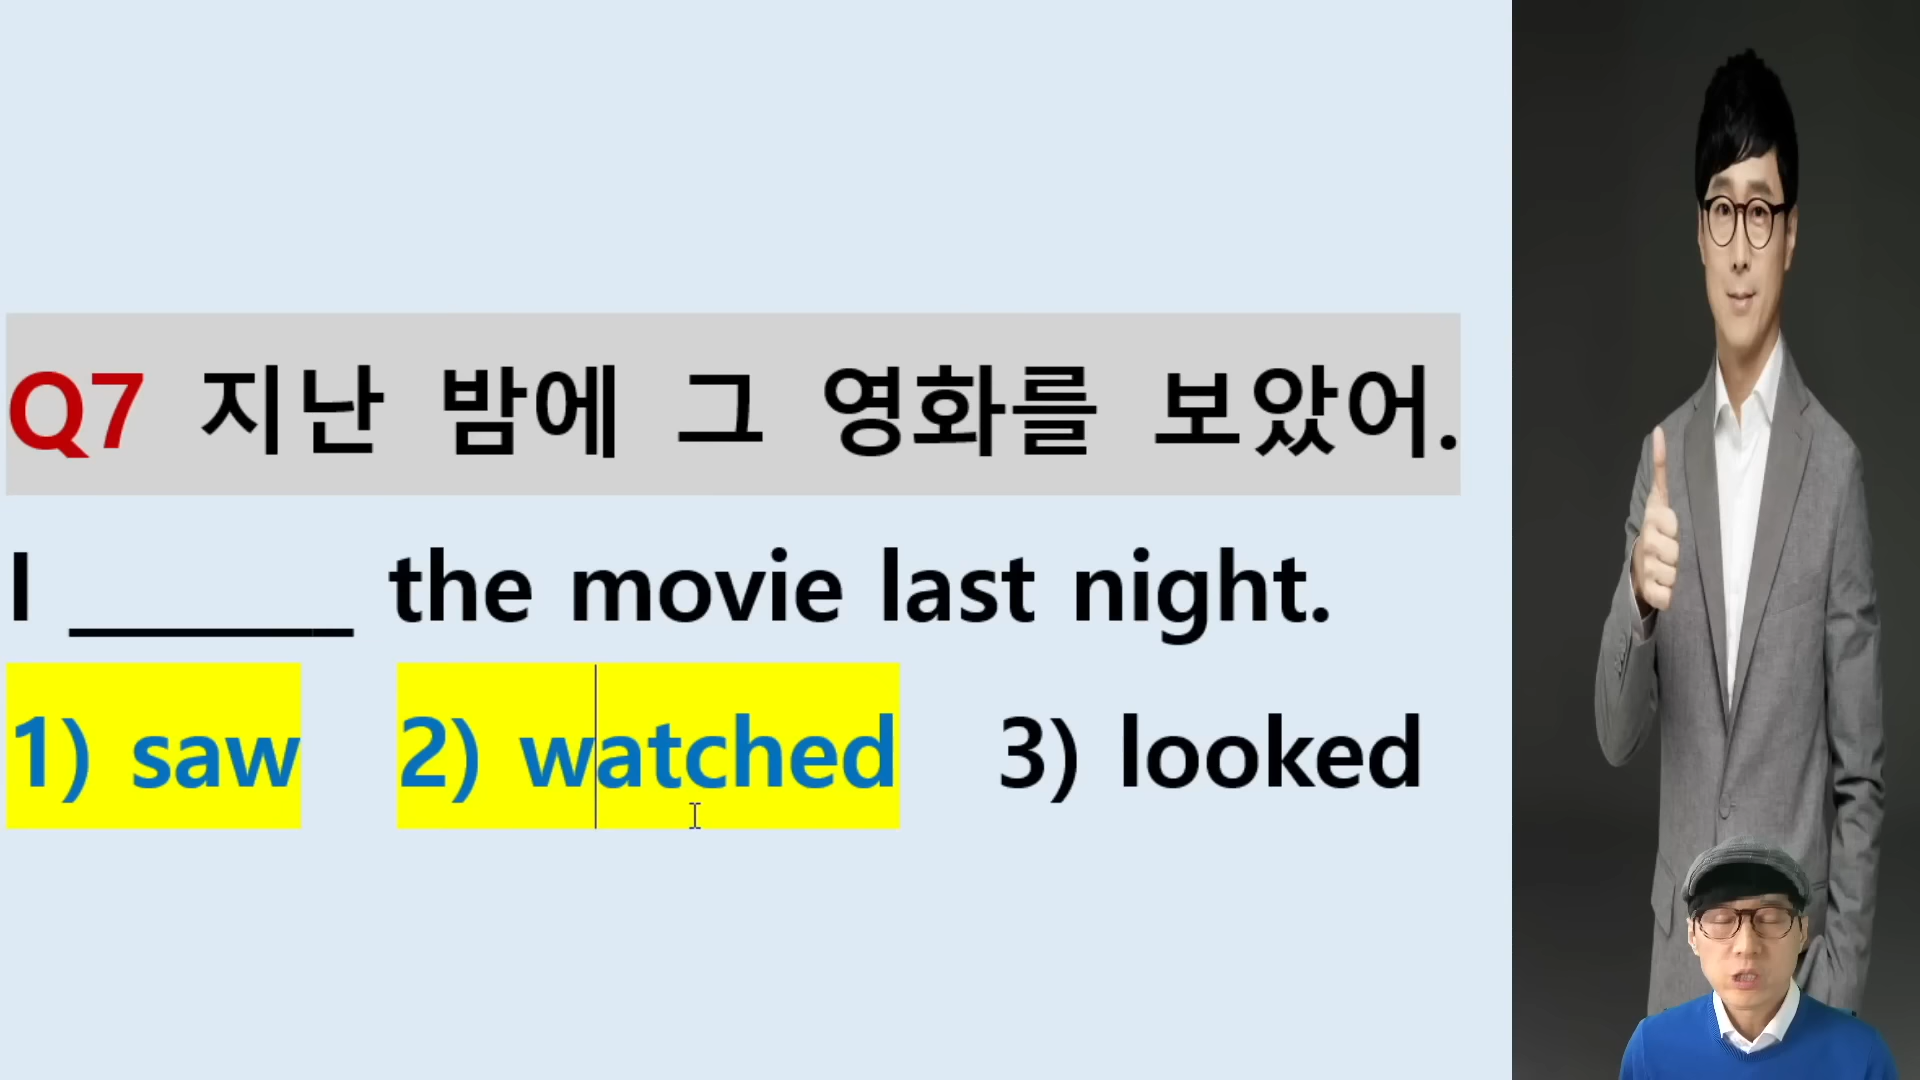 Q7 지난 밤에 그 영화를 보았어.
I ______ the movie last night.
1) saw 2) watched 3) looked